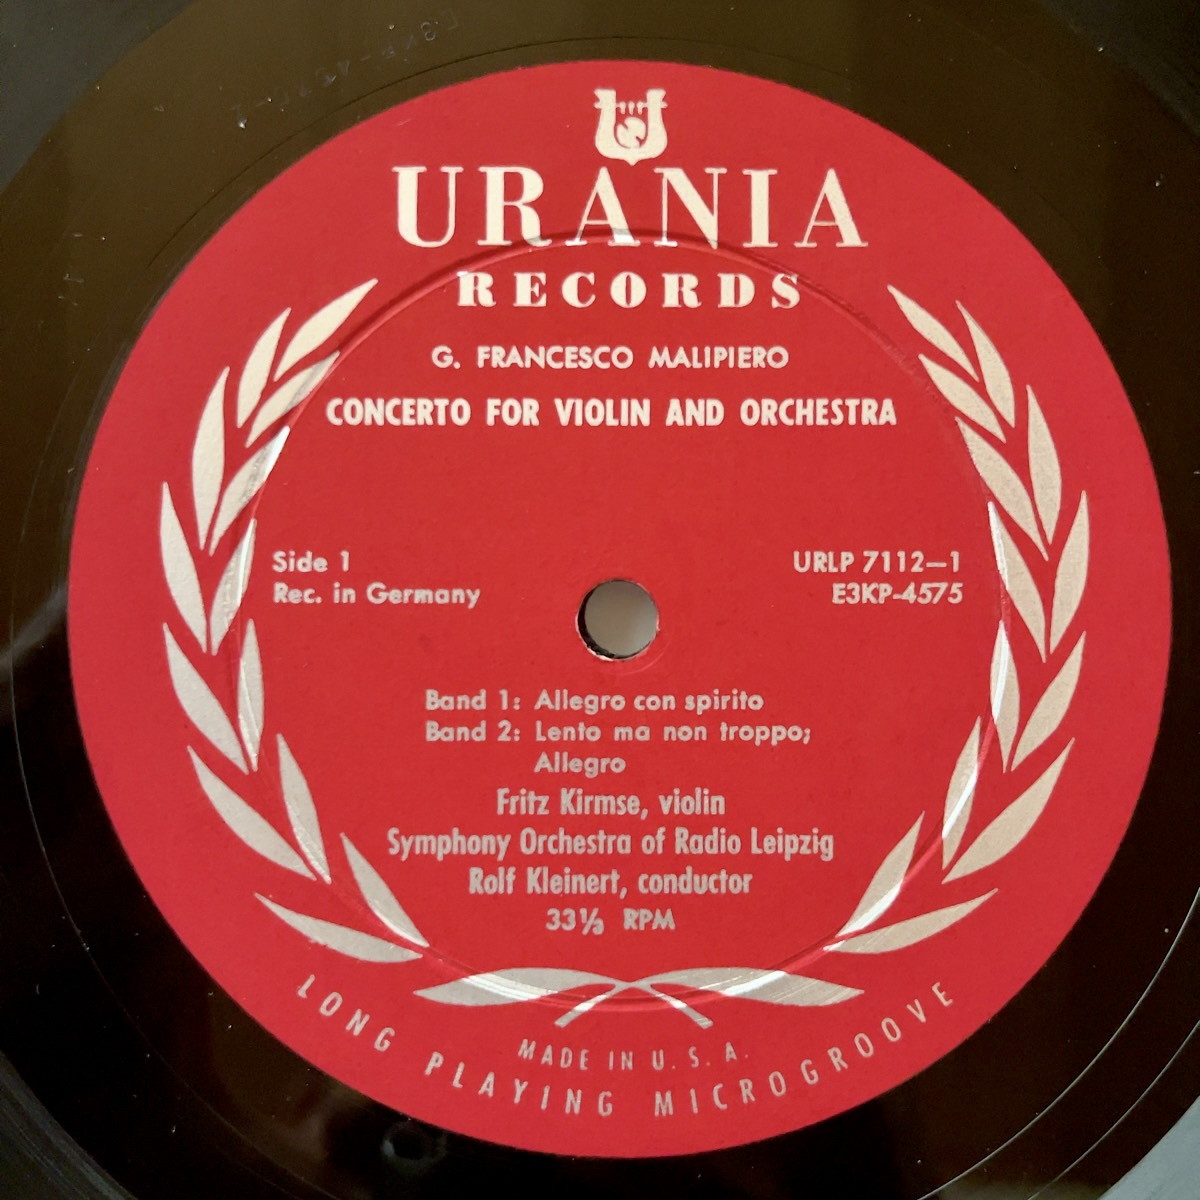 URANIA
RECORDS
G. FRANCESCO MALIPIERO
CONCERTO FOR VIOLIN AND ORCHESTRA
Side 1
Rec. in Germany
URLP 7112-1
E3KP-4575
Band 1: Allegro con spirito
Band 2: Lento ma non troppo;
Allegro
Fritz Kirmse, violin
Symphony Orchestra of Radio Leipzig
Rolf Kleinert, conductor
33⅓ RPM
MADE IN U. S. A.
LONG PLAYING MICROGROOVE